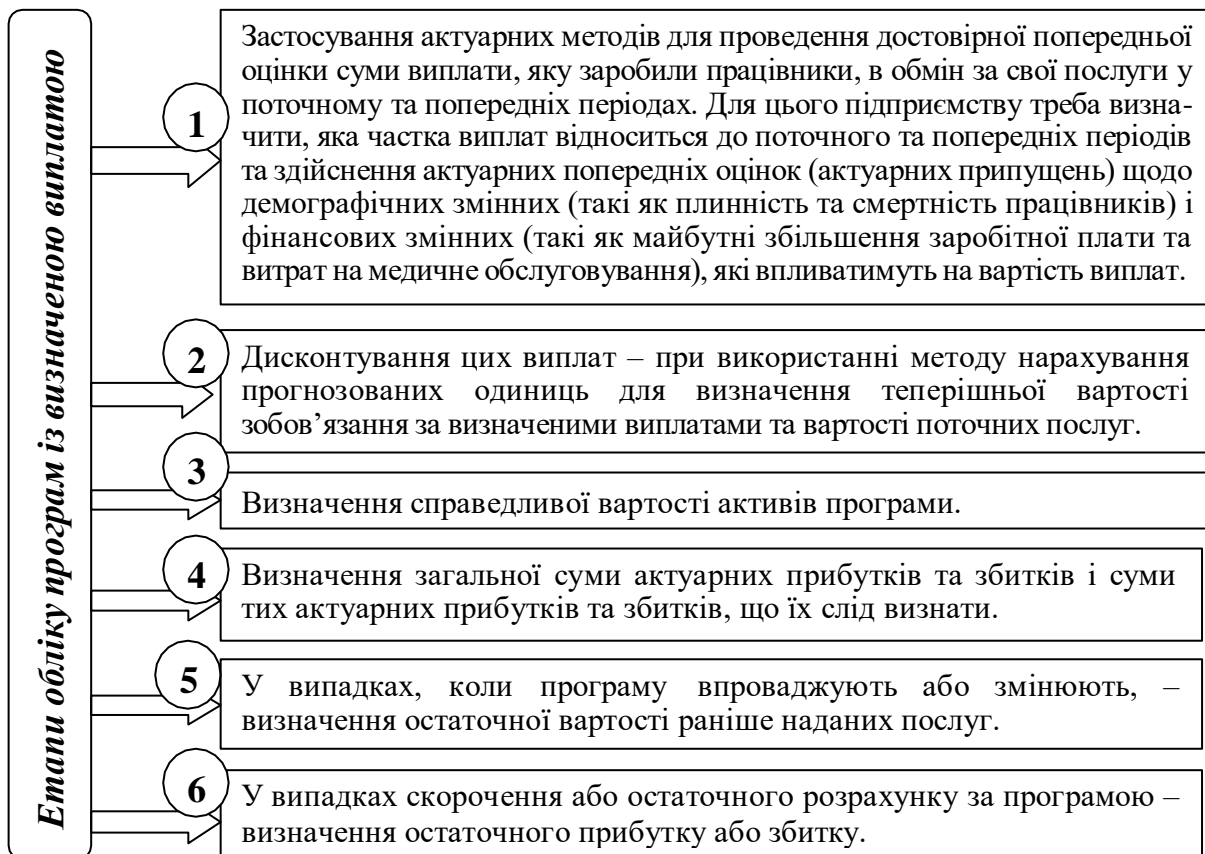 Етапи обліку програм із визначеною виплатою
1
Застосування актуарних методів для проведення достовірної попередньої
оцінки суми виплати, яку заробили працівники, в обмін за свої послуги у
поточному та попередніх періодах. Для цього підприємству треба визна-
чити, яка частка виплат відноситься до поточного та попередніх періодів
та здійснення актуарних попередніх оцінок (актуарних припущень) щодо
демографічних змінних (такі як плинність та смертність працівників) і
фінансових змінних (такі як майбутні збільшення заробітної плати та
витрат на медичне обслуговування), які впливатимуть на вартість виплат.
2
Дисконтування цих виплат – при використанні методу нарахування
прогнозованих одиниць для визначення теперішньої вартості
зобов’язання за визначеними виплатами та вартості поточних послуг.
3
Визначення справедливої вартості активів програми.
4
Визначення загальної суми актуарних прибутків та збитків і суми
тих актуарних прибутків та збитків, що їх слід визнати.
5
У випадках, коли програму впроваджують або змінюють, –
визначення остаточної вартості раніше наданих послуг.
6
У випадках скорочення або остаточного розрахунку за програмою –
визначення остаточного прибутку або збитку.